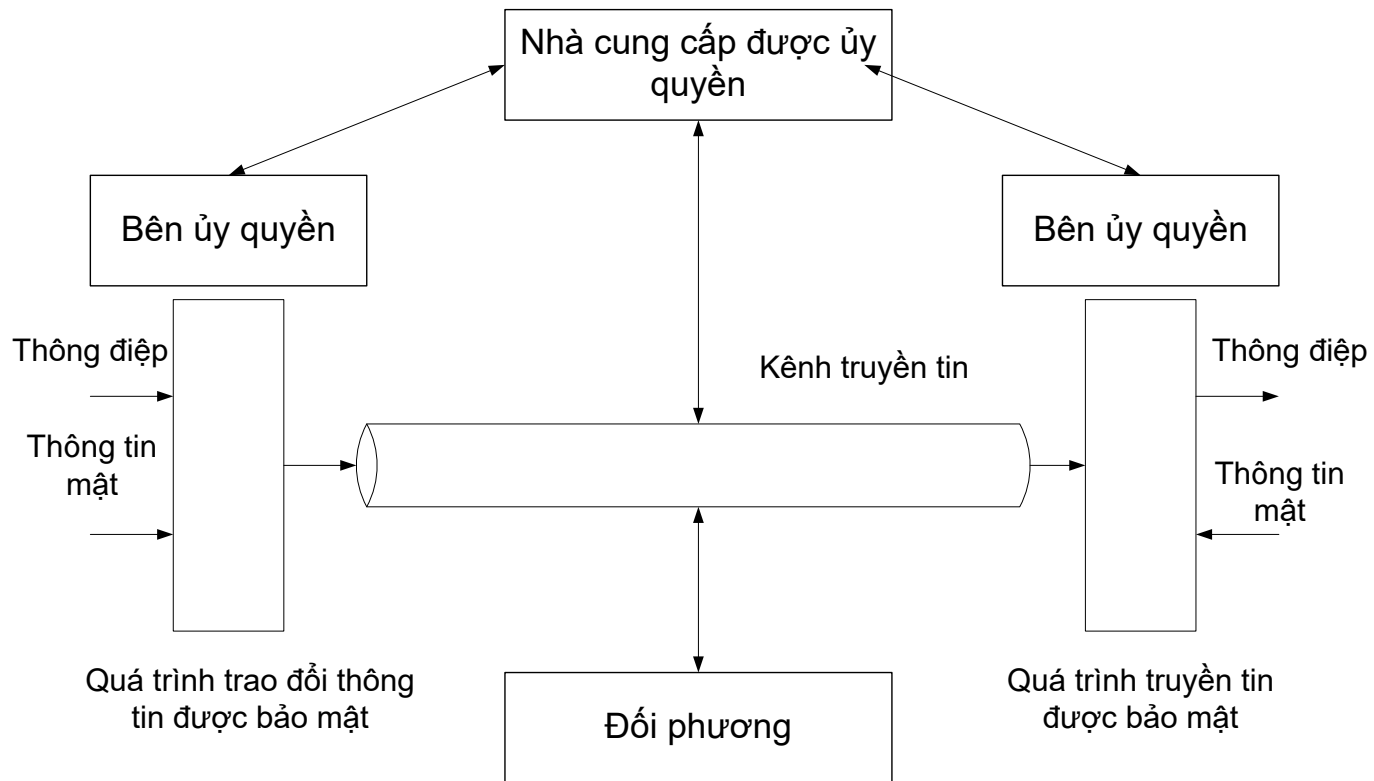 Nhà cung cấp được ủy
quyền
Bên ủy quyền
Bên ủy quyền
Thông điệp
Kênh truyền tin
Thông điệp
Thông tin
mật
Thông tin
mật
Quá trình trao đổi thông
tin được bảo mật
Quá trình truyền tin
được bảo mật
Đối phương